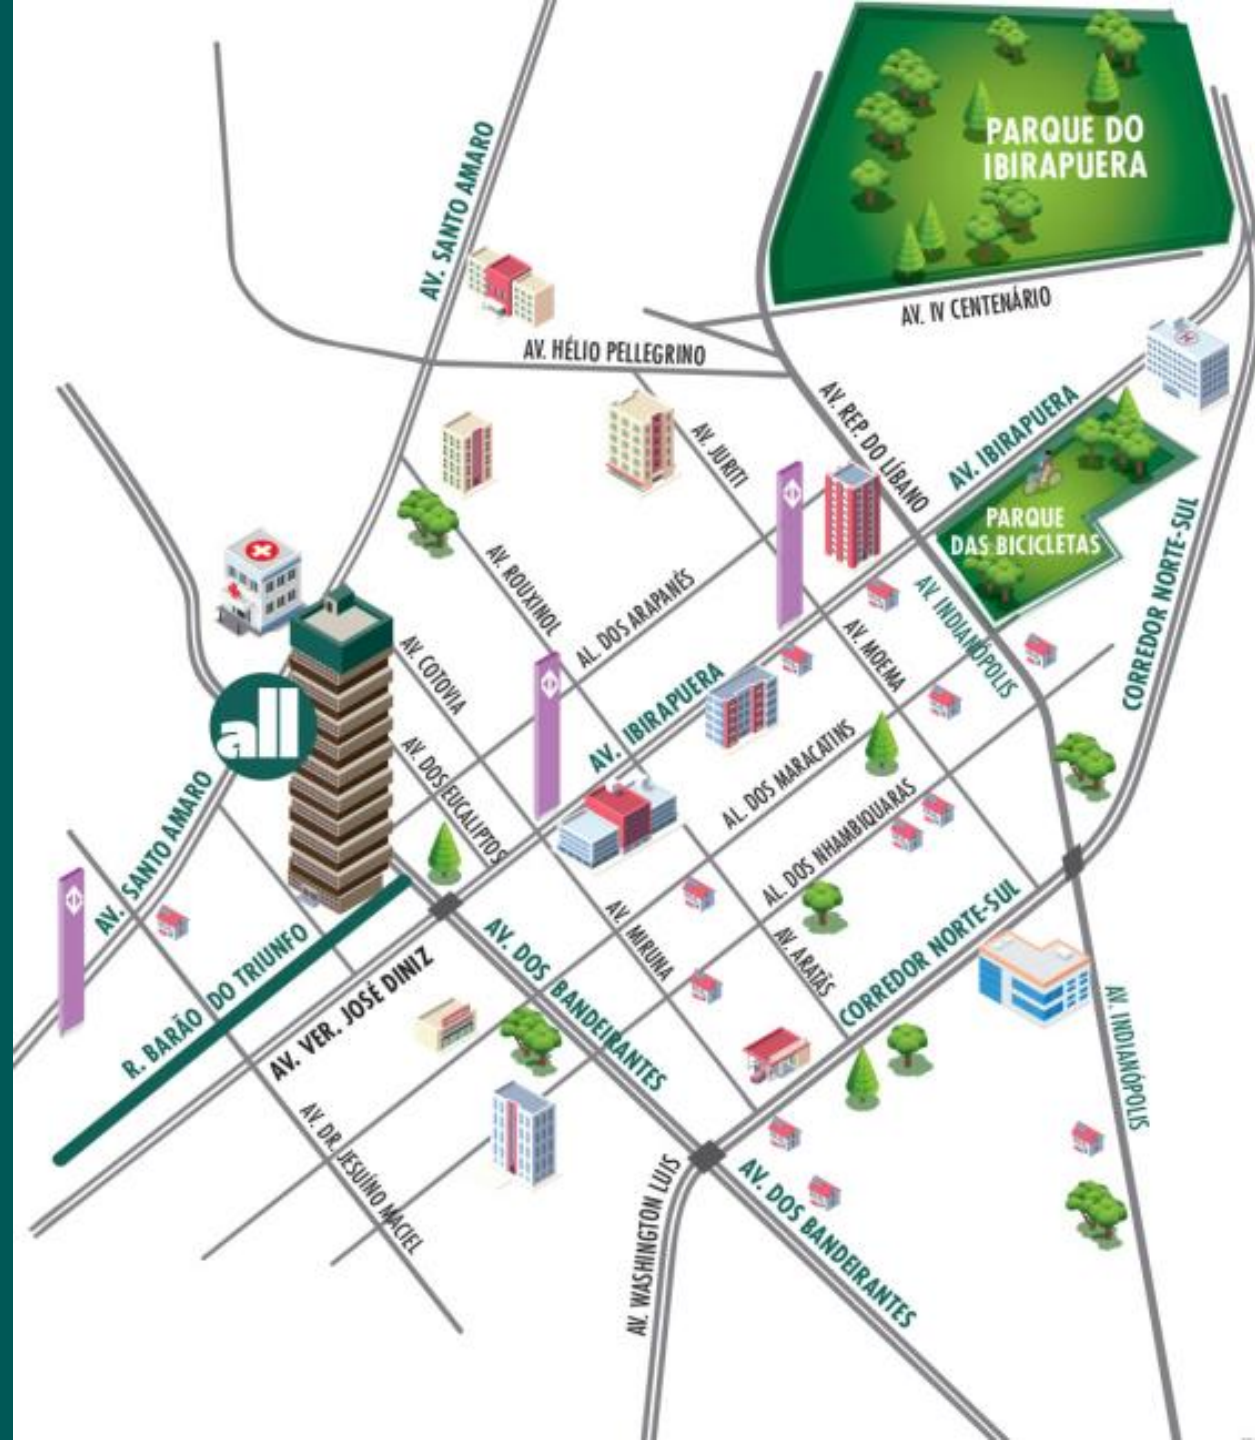 PARQUE DO
IBIRAPUERA
AV. SANTO AMARO
AV. IV CENTENÁRIO
AV. HÉLIO PELLEGRINO
H
AV. REP. DO LÍBANO
AV. IBIRAPUERA
AV. JURITI
PARQUE
DAS BICICLETAS
CORREDOR NORTE-SUL
AV. ROUXINOL
AL. DOS ARAPANÉS
AV. INDIANÓPOLIS
AV. MOEMA
AV. COTOVIA
AV. IBIRAPUERA
all
AV. DOS EUCALIPTOS
AL. DOS MARACATINS
AL. DOS NHAMBIQUARAS
AV. SANTO AMARO
AV. MIRUNA
AV. ARATÃS
CORREDOR NORTE-SUL
R. BARÃO DO TRIUNFO
AV. VER. JOSÉ DINIZ
AV. DOS BANDEIRANTES
AV. INDIANÓPOLIS
AV. DR. JESUÍNO MACIEL
AV. WASHINGTON LUIS
AV. DOS BANDEIRANTES